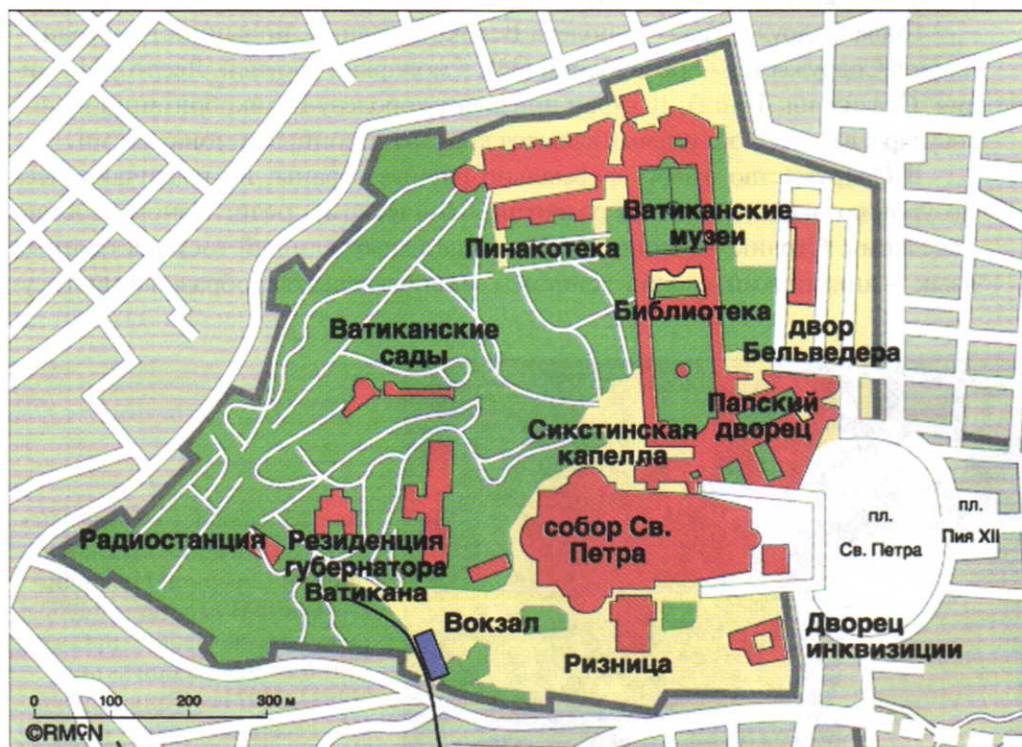 Ватиканские
музеи
Пинакотека
Библиотека
Ватиканские
сады
двор
Бельведера
Папский
дворец
Сикстинская
капелла
Радиостанция
Резиденция
губернатора
Ватикана
собор Св.
Петра
пл.
Св. Петра
пл.
Пия XII
Вокзал
Ризница
Дворец
инквизиции
0 100 200 300 м
©RMCN